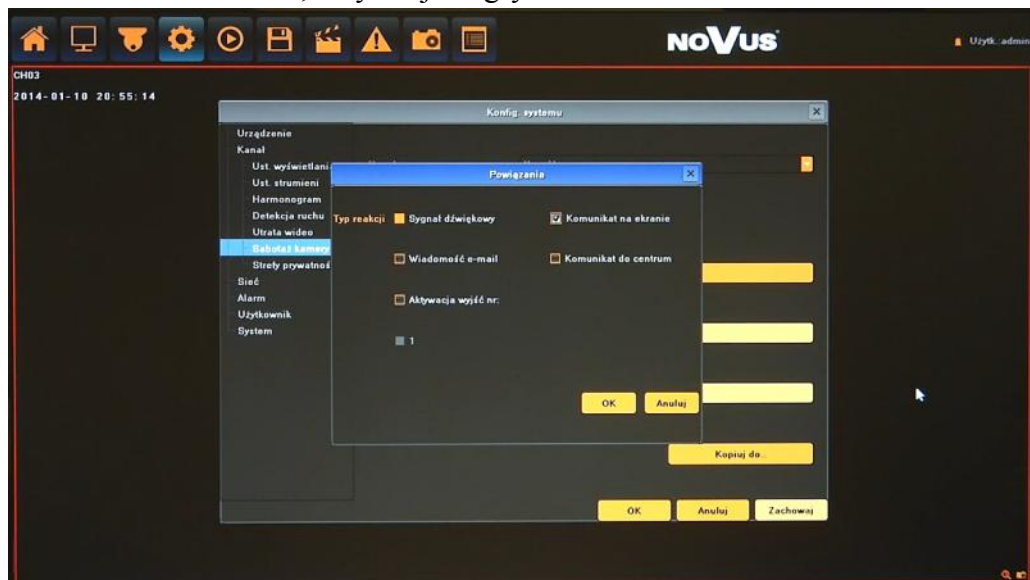 NOVUS
Użytk.:admin
CH03
2014-01-10 20:55:14
Konfig. systemu
Urządzenie
Kanał
Ust. wyświetlani
Ust. strumieni
Harmonogram
Detekcja ruchu
Utrata wideo
Sabotaż kamery
Strefy prywatnoś
Sieć
Alarm
Użytkownik
System
Powiązania
Typ reakcji Sygnał dźwiękowy Komunikat na ekranie
Wiadomość e-mail Komunikat do centrum
Aktywacja wyjść nr:
1
OK Anuluj
Kopiuj do..
OK Anuluj Zachowaj